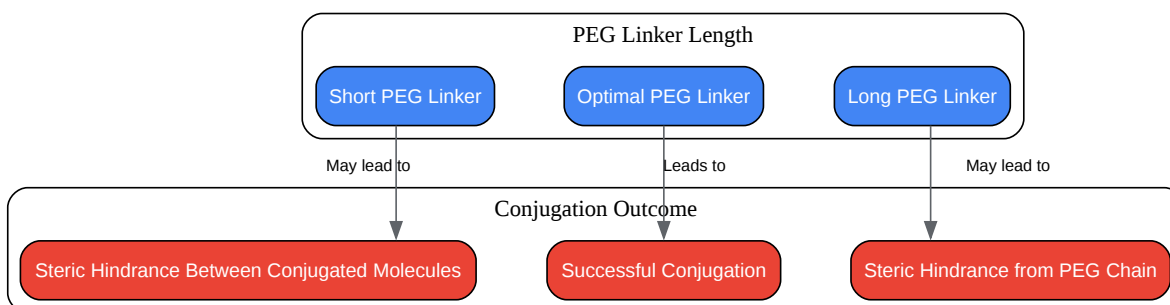 PEG Linker Length
Short PEG Linker
Optimal PEG Linker
Long PEG Linker
May lead to
Leads to
May lead to
Conjugation Outcome
Steric Hindrance Between Conjugated Molecules
Successful Conjugation
Steric Hindrance from PEG Chain